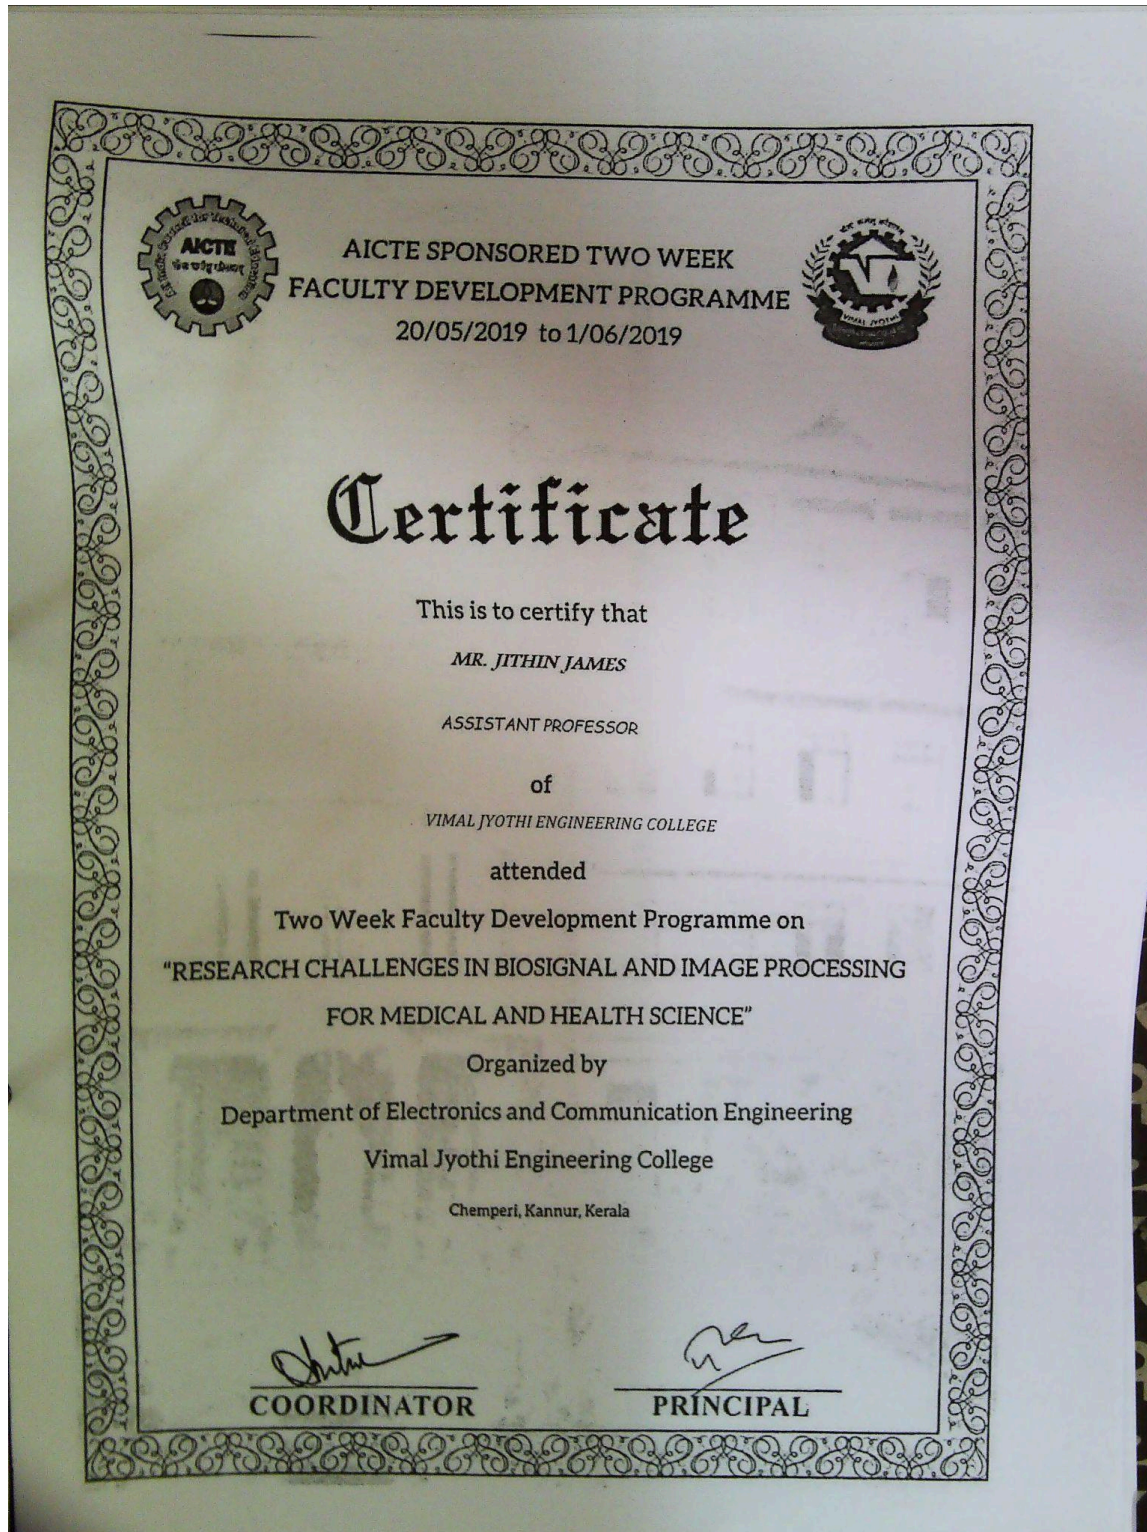 AICTE SPONSORED TWO WEEK
FACULTY DEVELOPMENT PROGRAMME
20/05/2019 to 1/06/2019
AICTE
VIMAL JYOTHI
Certificate
This is to certify that
MR. JITHIN JAMES
ASSISTANT PROFESSOR
of
VIMAL JYOTHI ENGINEERING COLLEGE
attended
Two Week Faculty Development Programme on
"RESEARCH CHALLENGES IN BIOSIGNAL AND IMAGE PROCESSING
FOR MEDICAL AND HEALTH SCIENCE"
Organized by
Department of Electronics and Communication Engineering
Vimal Jyothi Engineering College
Chemperi, Kannur, Kerala
COORDINATOR
PRINCIPAL